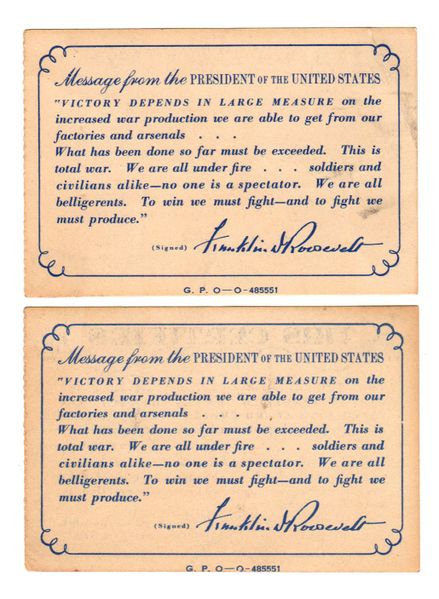 Message from the PRESIDENT OF THE UNITED STATES
"VICTORY DEPENDS IN LARGE MEASURE on the
increased war production we are able to get from our
factories and arsenals . . .
What has been done so far must be exceeded. This is
total war. We are all under fire . . . soldiers and
civilians alike—no one is a spectator. We are all
belligerents. To win we must fight—and to fight we
must produce."
(Signed) Franklin D Roosevelt
G. P. O—O-485551
Message from the PRESIDENT OF THE UNITED STATES
"VICTORY DEPENDS IN LARGE MEASURE on the
increased war production we are able to get from our
factories and arsenals . . . .
What has been done so far must be exceeded. This is
total war. We are all under fire . . . soldiers and
civilians alike—no one is a spectator. We are all
belligerents. To win we must fight—and to fight we
must produce."
(Signed) Franklin D Roosevelt
G. P. O—O-485551